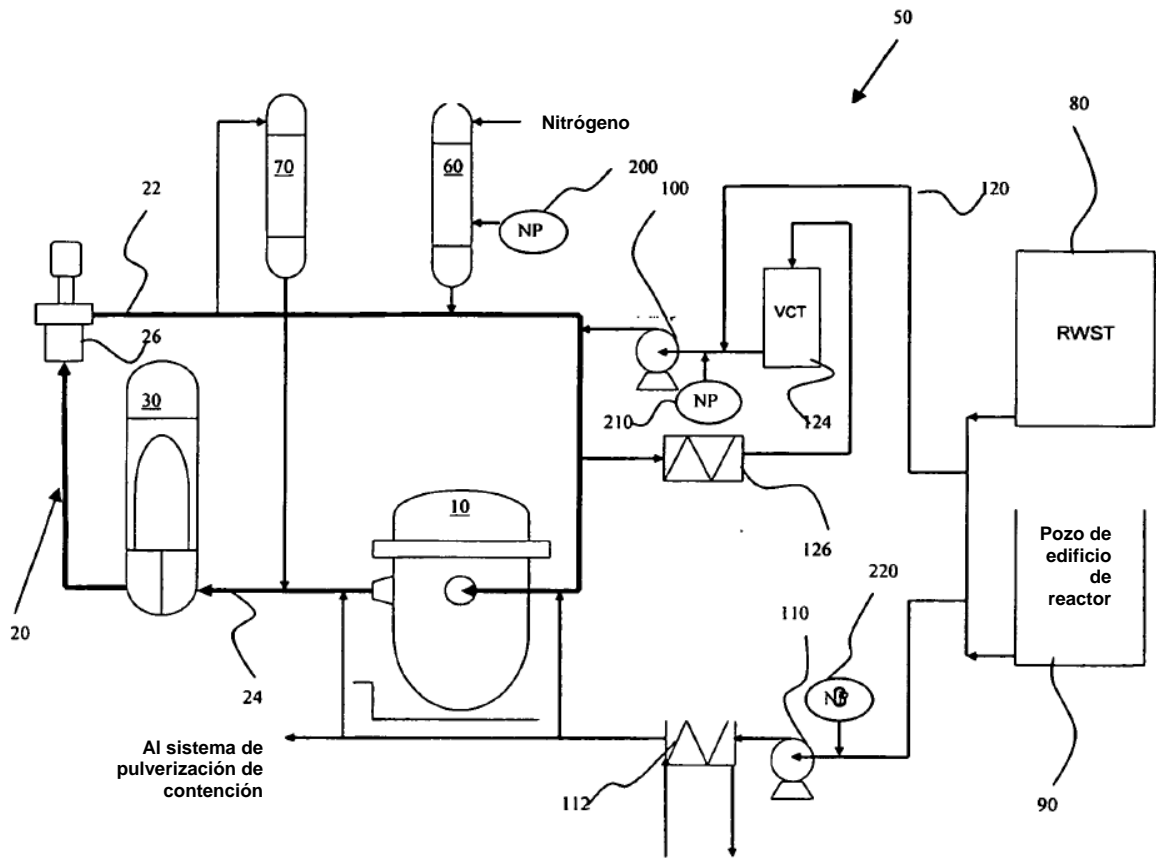 50
80
Nitrógeno
70
60
200
100
120
22
NP
VCT
RWST
26
30
NP
210
124
10
126
Pozo de
edificio
de
reactor
220
20
110
24
Al sistema de
pulverización de
contención
112
90